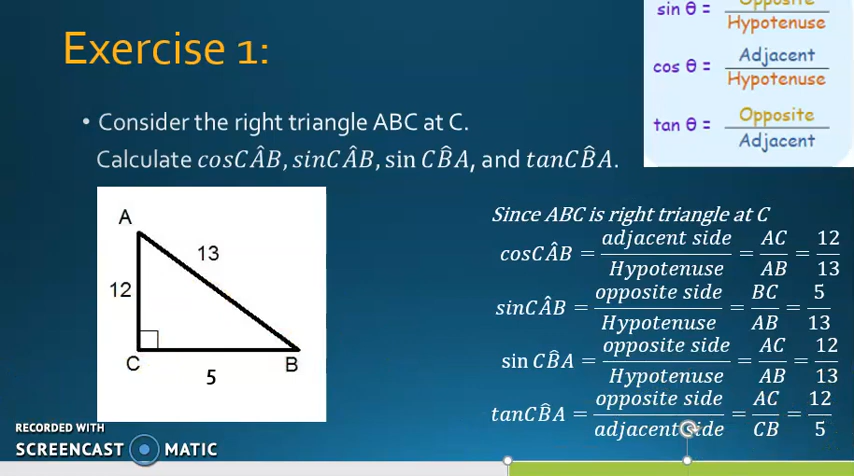 sin θ = Opposite / Hypotenuse
Exercise 1:
cos θ = Adjacent / Hypotenuse
tan θ = Opposite / Adjacent
• Consider the right triangle ABC at C.
Calculate cosCÂB, sinCÂB, sin CB̂A, and tanCB̂A.
A
13
12
C
B
5
Since ABC is right triangle at C
cosCÂB = adjacent side / Hypotenuse = AC / AB = 12 / 13
sinCÂB = opposite side / Hypotenuse = BC / AB = 5 / 13
sin CB̂A = opposite side / Hypotenuse = AC / AB = 12 / 13
tanCB̂A = opposite side / adjacent side = AC / CB = 12 / 5
RECORDED WITH
SCREENCAST MATIC